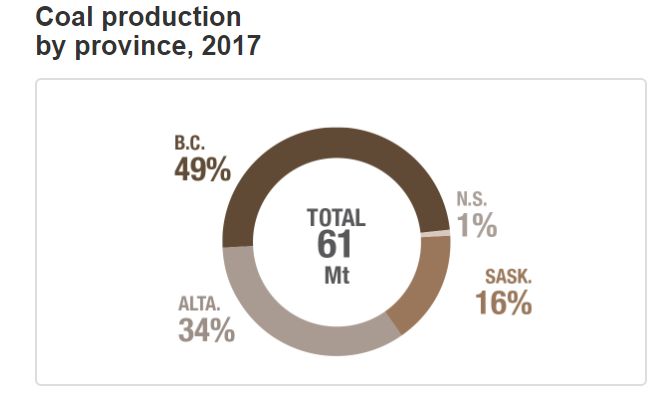 Coal production
by province, 2017
B.C.
49%
N.S.
1%
TOTAL
61
Mt
SASK.
16%
ALTA.
34%